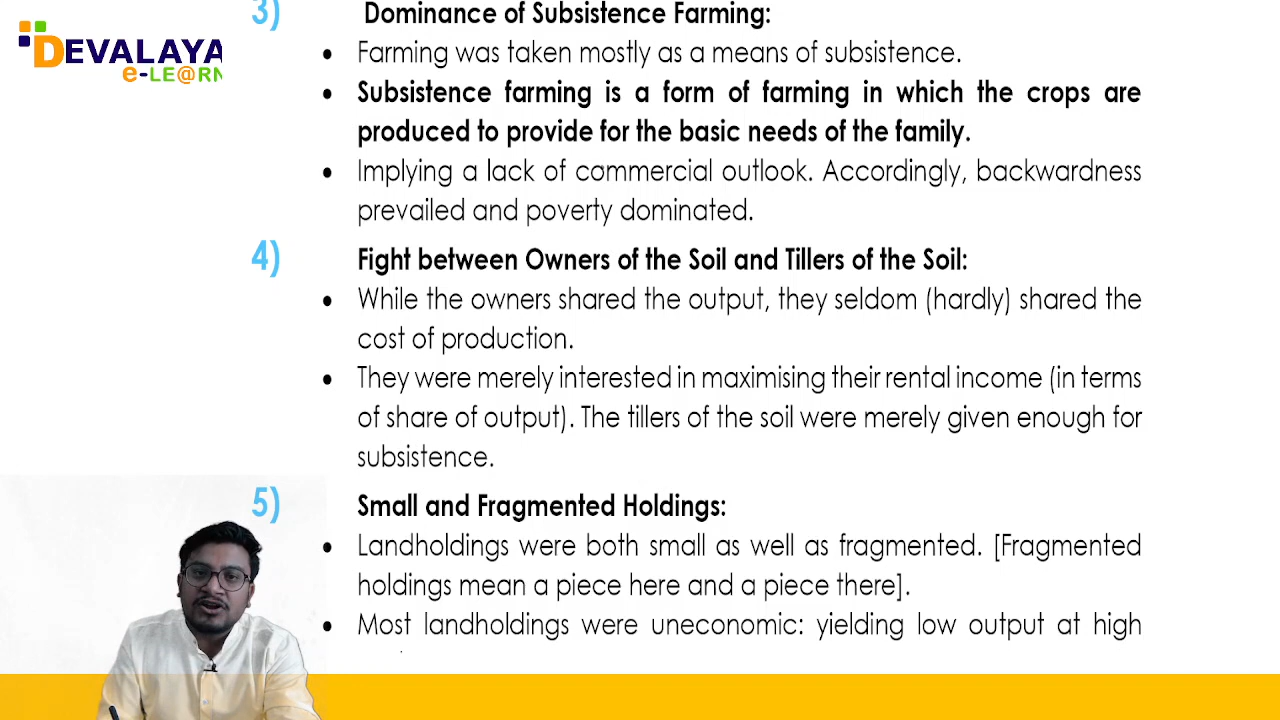 3) Dominance of Subsistence Farming:
DEVALAYA
e-LE@RN
• Farming was taken mostly as a means of subsistence.
• Subsistence farming is a form of farming in which the crops are
produced to provide for the basic needs of the family.
• Implying a lack of commercial outlook. Accordingly, backwardness
prevailed and poverty dominated.
4) Fight between Owners of the Soil and Tillers of the Soil:
• While the owners shared the output, they seldom (hardly) shared the
cost of production.
• They were merely interested in maximising their rental income (in terms
of share of output). The tillers of the soil were merely given enough for
subsistence.
5) Small and Fragmented Holdings:
• Landholdings were both small as well as fragmented. [Fragmented
holdings mean a piece here and a piece there].
• Most landholdings were uneconomic: yielding low output at high